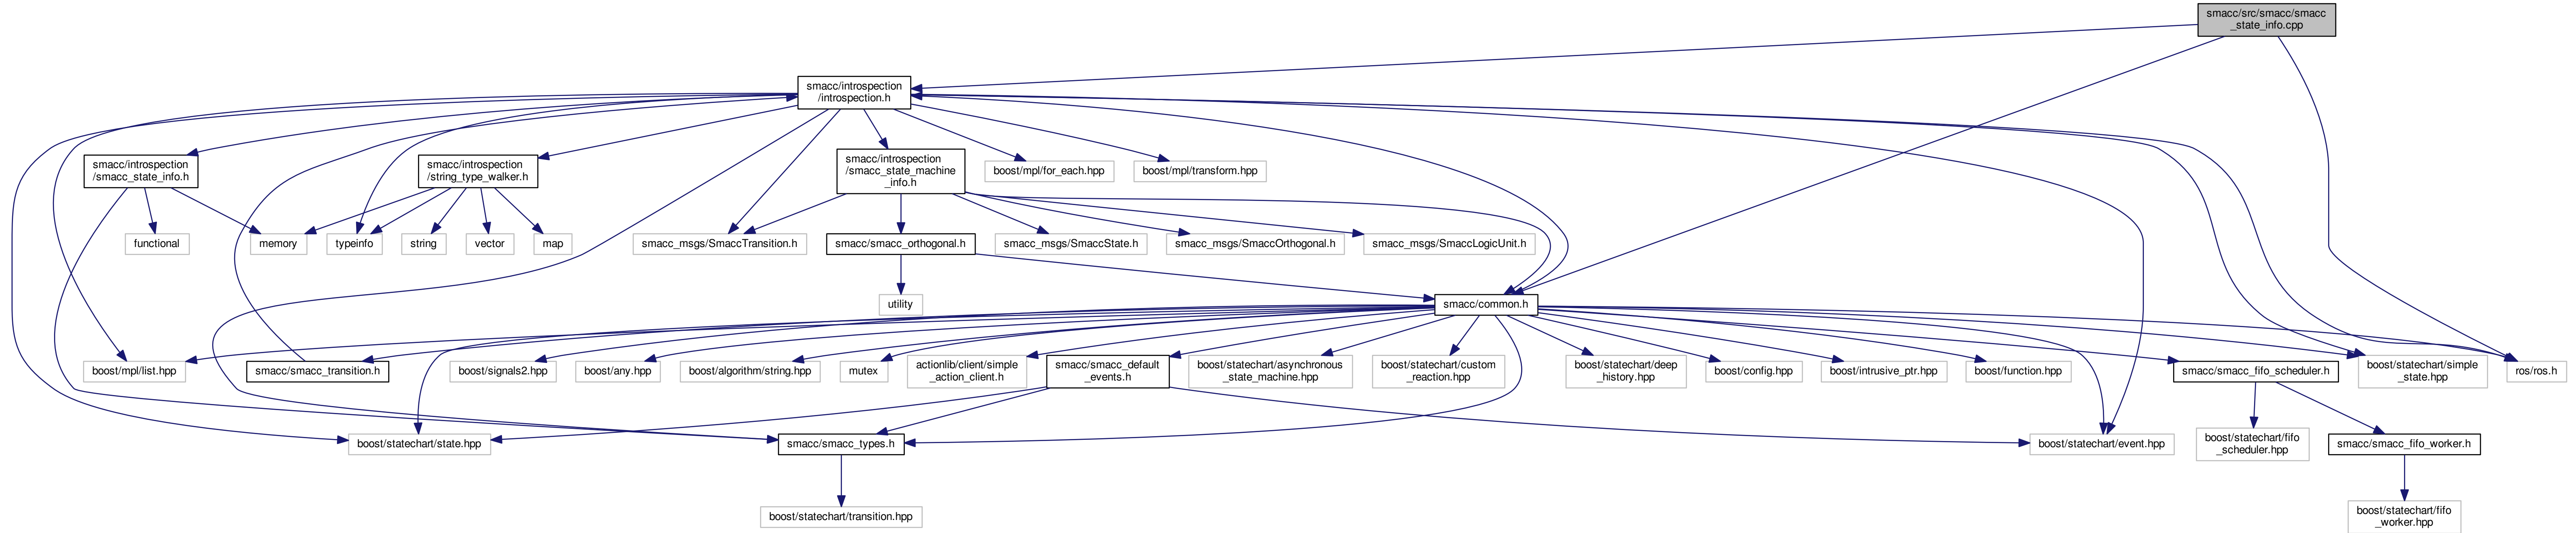 smacc/src/smacc/smacc
_state_info.cpp
smacc/introspection
/introspection.h
smacc/introspection
/smacc_state_info.h
smacc/introspection
/string_type_walker.h
smacc/introspection
/smacc_state_machine
_info.h
boost/mpl/for_each.hpp
boost/mpl/transform.hpp
functional
memory
typeinfo
string
vector
map
smacc_msgs/SmaccTransition.h
smacc/smacc_orthogonal.h
smacc_msgs/SmaccState.h
smacc_msgs/SmaccOrthogonal.h
smacc_msgs/SmaccLogicUnit.h
utility
smacc/common.h
boost/mpl/list.hpp
smacc/smacc_transition.h
boost/signals2.hpp
boost/any.hpp
boost/algorithm/string.hpp
mutex
actionlib/client/simple
_action_client.h
smacc/smacc_default
_events.h
boost/statechart/asynchronous
_state_machine.hpp
boost/statechart/custom
_reaction.hpp
boost/statechart/deep
_history.hpp
boost/config.hpp
boost/intrusive_ptr.hpp
boost/function.hpp
smacc/smacc_fifo_scheduler.h
boost/statechart/simple
_state.hpp
ros/ros.h
boost/statechart/state.hpp
smacc/smacc_types.h
boost/statechart/event.hpp
boost/statechart/fifo
_scheduler.hpp
smacc/smacc_fifo_worker.h
boost/statechart/transition.hpp
boost/statechart/fifo
_worker.hpp